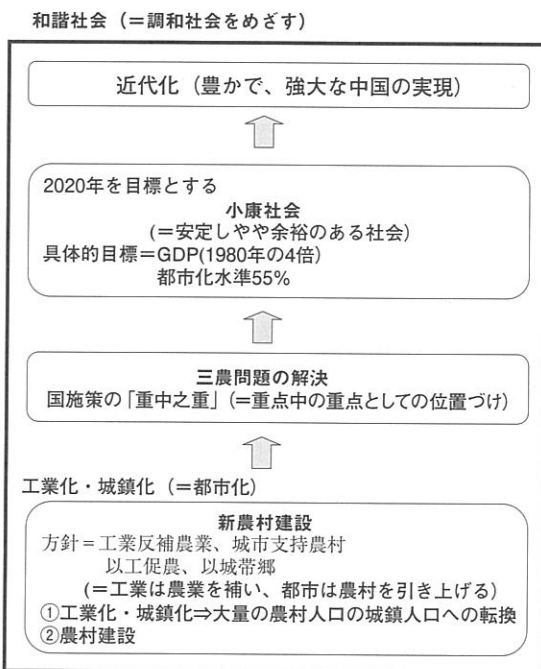 和諧社会（＝調和社会をめざす）
近代化（豊かで、強大な中国の実現）
2020年を目標とする
小康社会
(＝安定しやや余裕のある社会)
具体的目標＝GDP(1980年の4倍)
都市化水準55%
三農問題の解決
国施策の「重中之重」(＝重点中の重点としての位置づけ)
工業化・城鎮化（＝都市化）
新農村建設
方針＝工業反補農業、城市支持農村
以工促農、以城帯郷
(＝工業は農業を補い、都市は農村を引き上げる)
①工業化・城鎮化⇒大量の農村人口の城鎮人口への転換
②農村建設